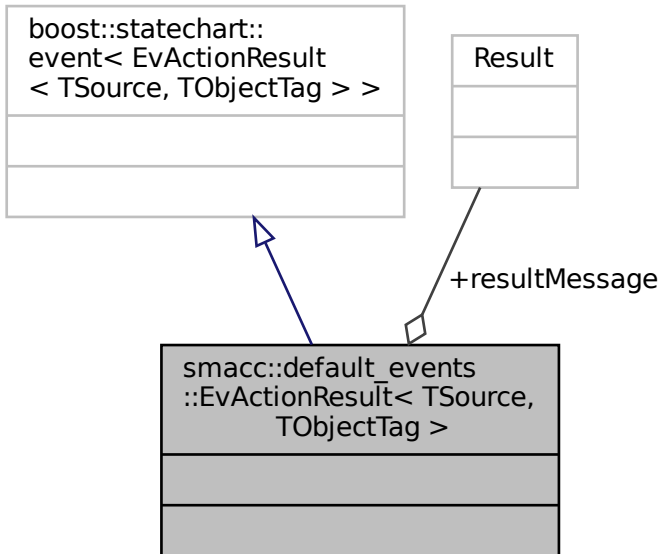 boost::statechart::
event< EvActionResult
< TSource, TObjectTag > >
Result
+resultMessage
smacc::default_events
::EvActionResult< TSource,
TObjectTag >